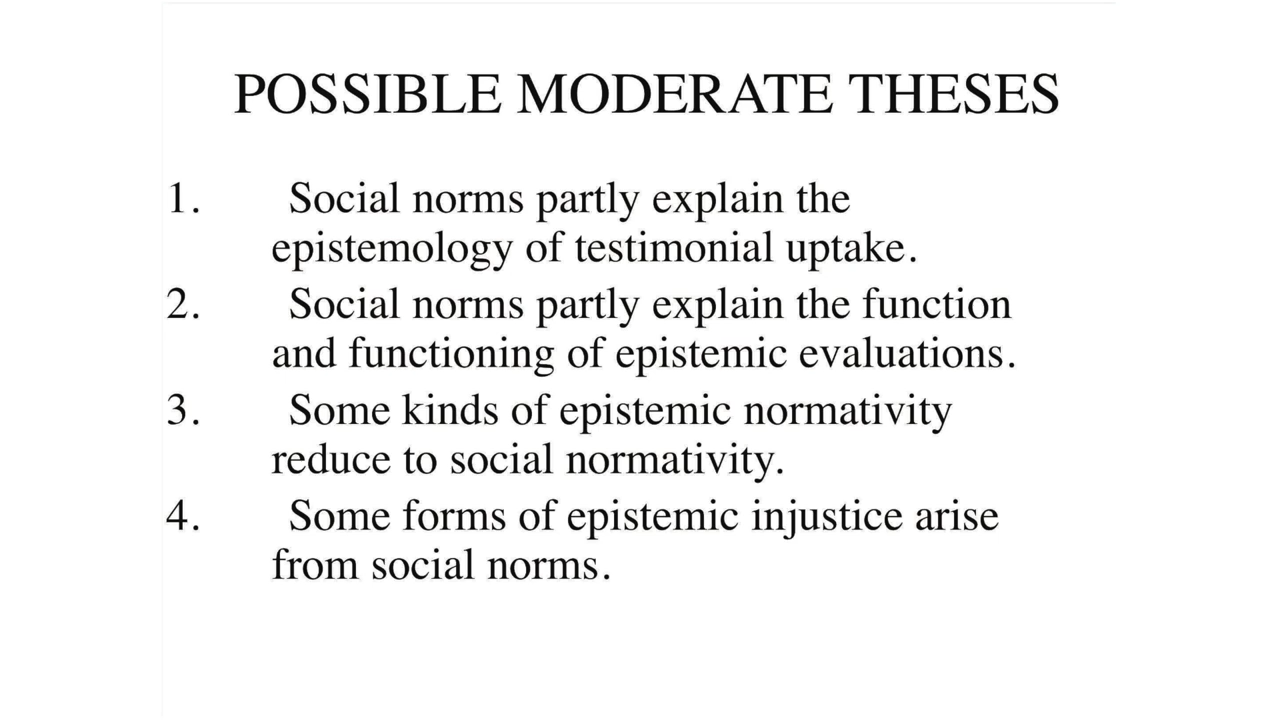 POSSIBLE MODERATE THESES
1. Social norms partly explain the
epistemology of testimonial uptake.
2. Social norms partly explain the function
and functioning of epistemic evaluations.
3. Some kinds of epistemic normativity
reduce to social normativity.
4. Some forms of epistemic injustice arise
from social norms.